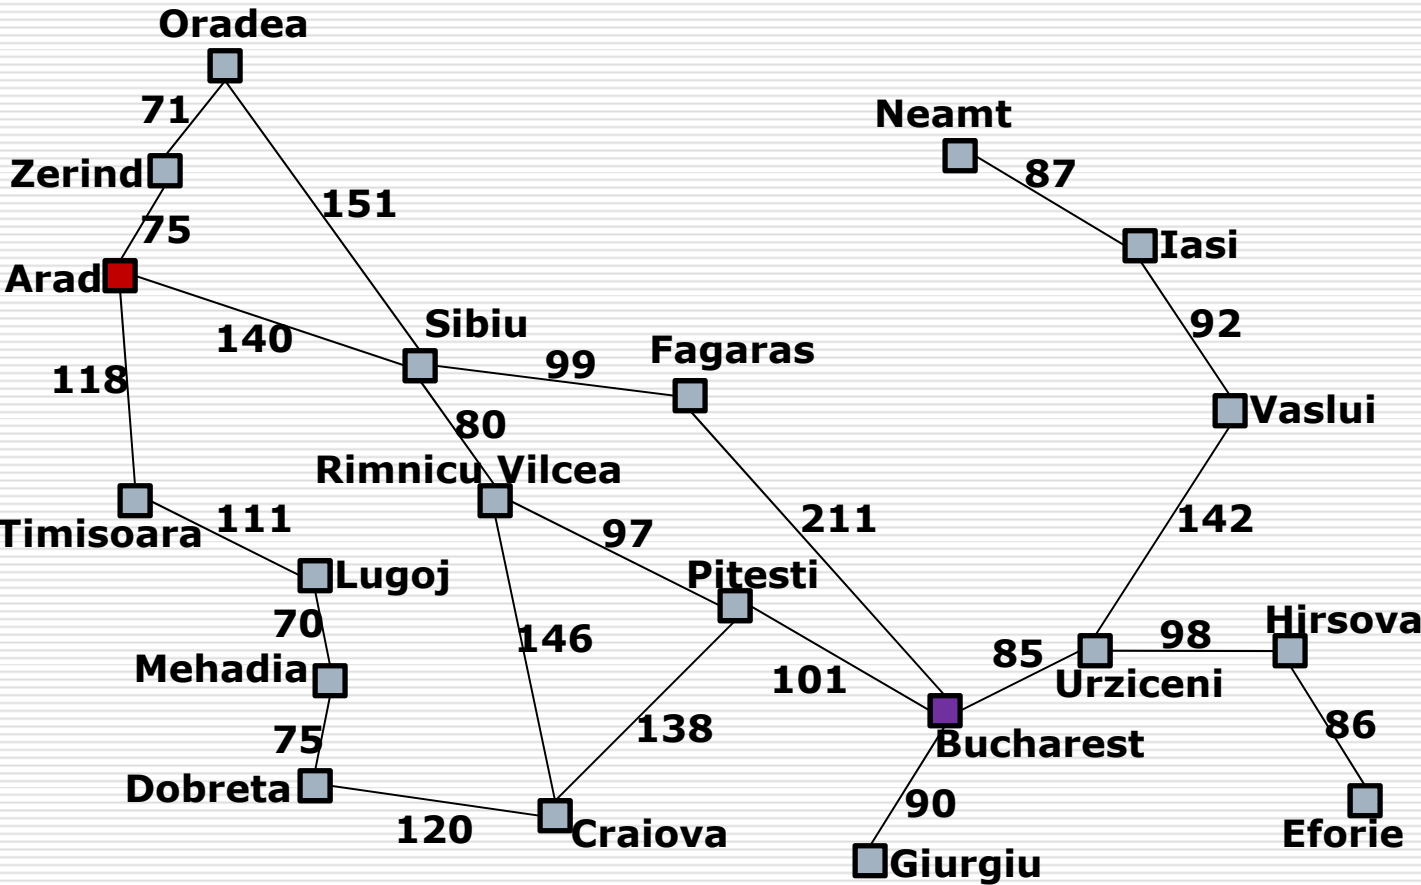 Oradea
71
Neamt
Zerind
87
151
75
Iasi
Arad
Sibiu
92
140
Fagaras
99
118
Vaslui
80
Rimnicu Vilcea
111
97
211
142
Timisoara
Lugoj
Pitesti
70
Hirsova
146
85
98
Mehadia
101
Urziceni
138
86
75
Bucharest
Dobreta
90
120
Craiova
Eforie
Giurgiu